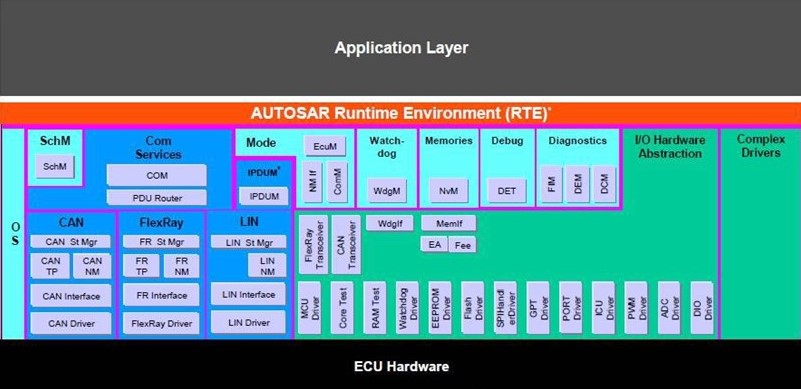 Application Layer
AUTOSAR Runtime Environment (RTE)*
OS
SchM
SchM
Com
Services
COM
PDU Router
Mode
IPDUM*
IPDUM
EcuM
NM If
ComM
Watch-
dog
WdgM
Memories
NvM
Debug
DET
Diagnostics
FIM
DEM
DCM
I/O Hardware
Abstraction
Complex
Drivers
CAN
CAN St Mgr
CAN
TP
CAN
NM
CAN Interface
CAN Driver
FlexRay
FR St Mgr
FR
TP
FR
NM
FR Interface
FlexRay Driver
LIN
LIN St Mgr
LIN
NM
LIN Interface
LIN Driver
FlexRay
Transceiver
CAN
Transceiver
WdgIf
MemIf
EA
Fee
MCU
Driver
Core Test
RAM Test
Watchdog
Driver
EEPROM
Driver
Flash
Driver
SPIHandl
erDriver
GPT
Driver
PORT
Driver
ICU
Driver
PWM
Driver
ADC
Driver
DIO
Driver
ECU Hardware